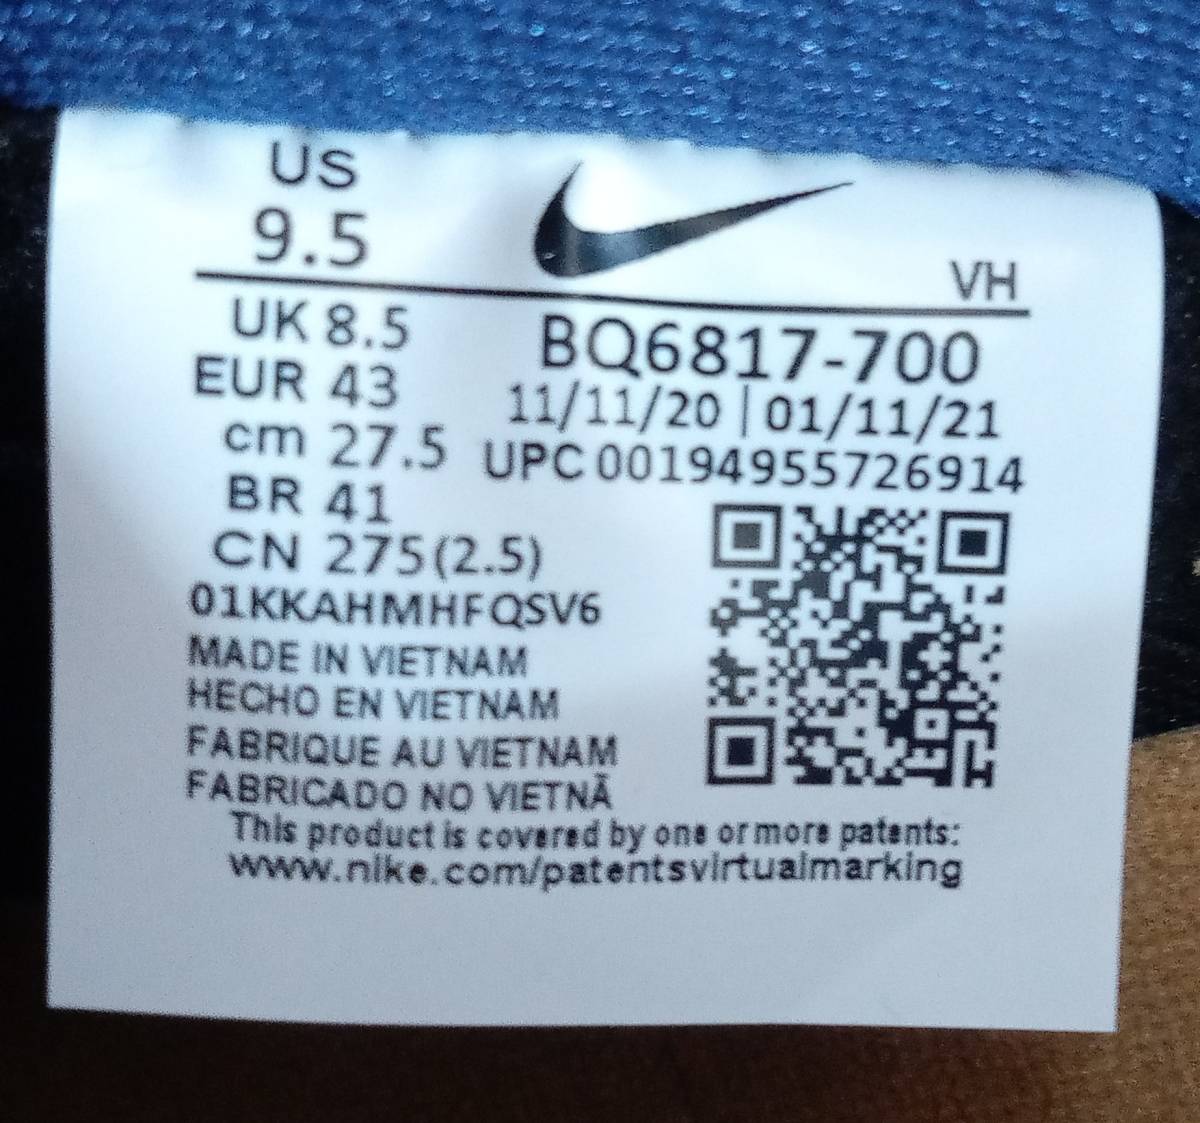 US
9.5
VH
UK 8.5
BQ6817-700
EUR 43
11/11/20 | 01/11/21
cm 27.5
UPC 00194955726914
BR 41
CN 275(2.5)
01KKAHMHFQSV6
MADE IN VIETNAM
HECHO EN VIETNAM
FABRIQUE AU VIETNAM
FABRICADO NO VIETNÃ
This product is covered by one or more patents:
www.nike.com/patentsvirtualmarking